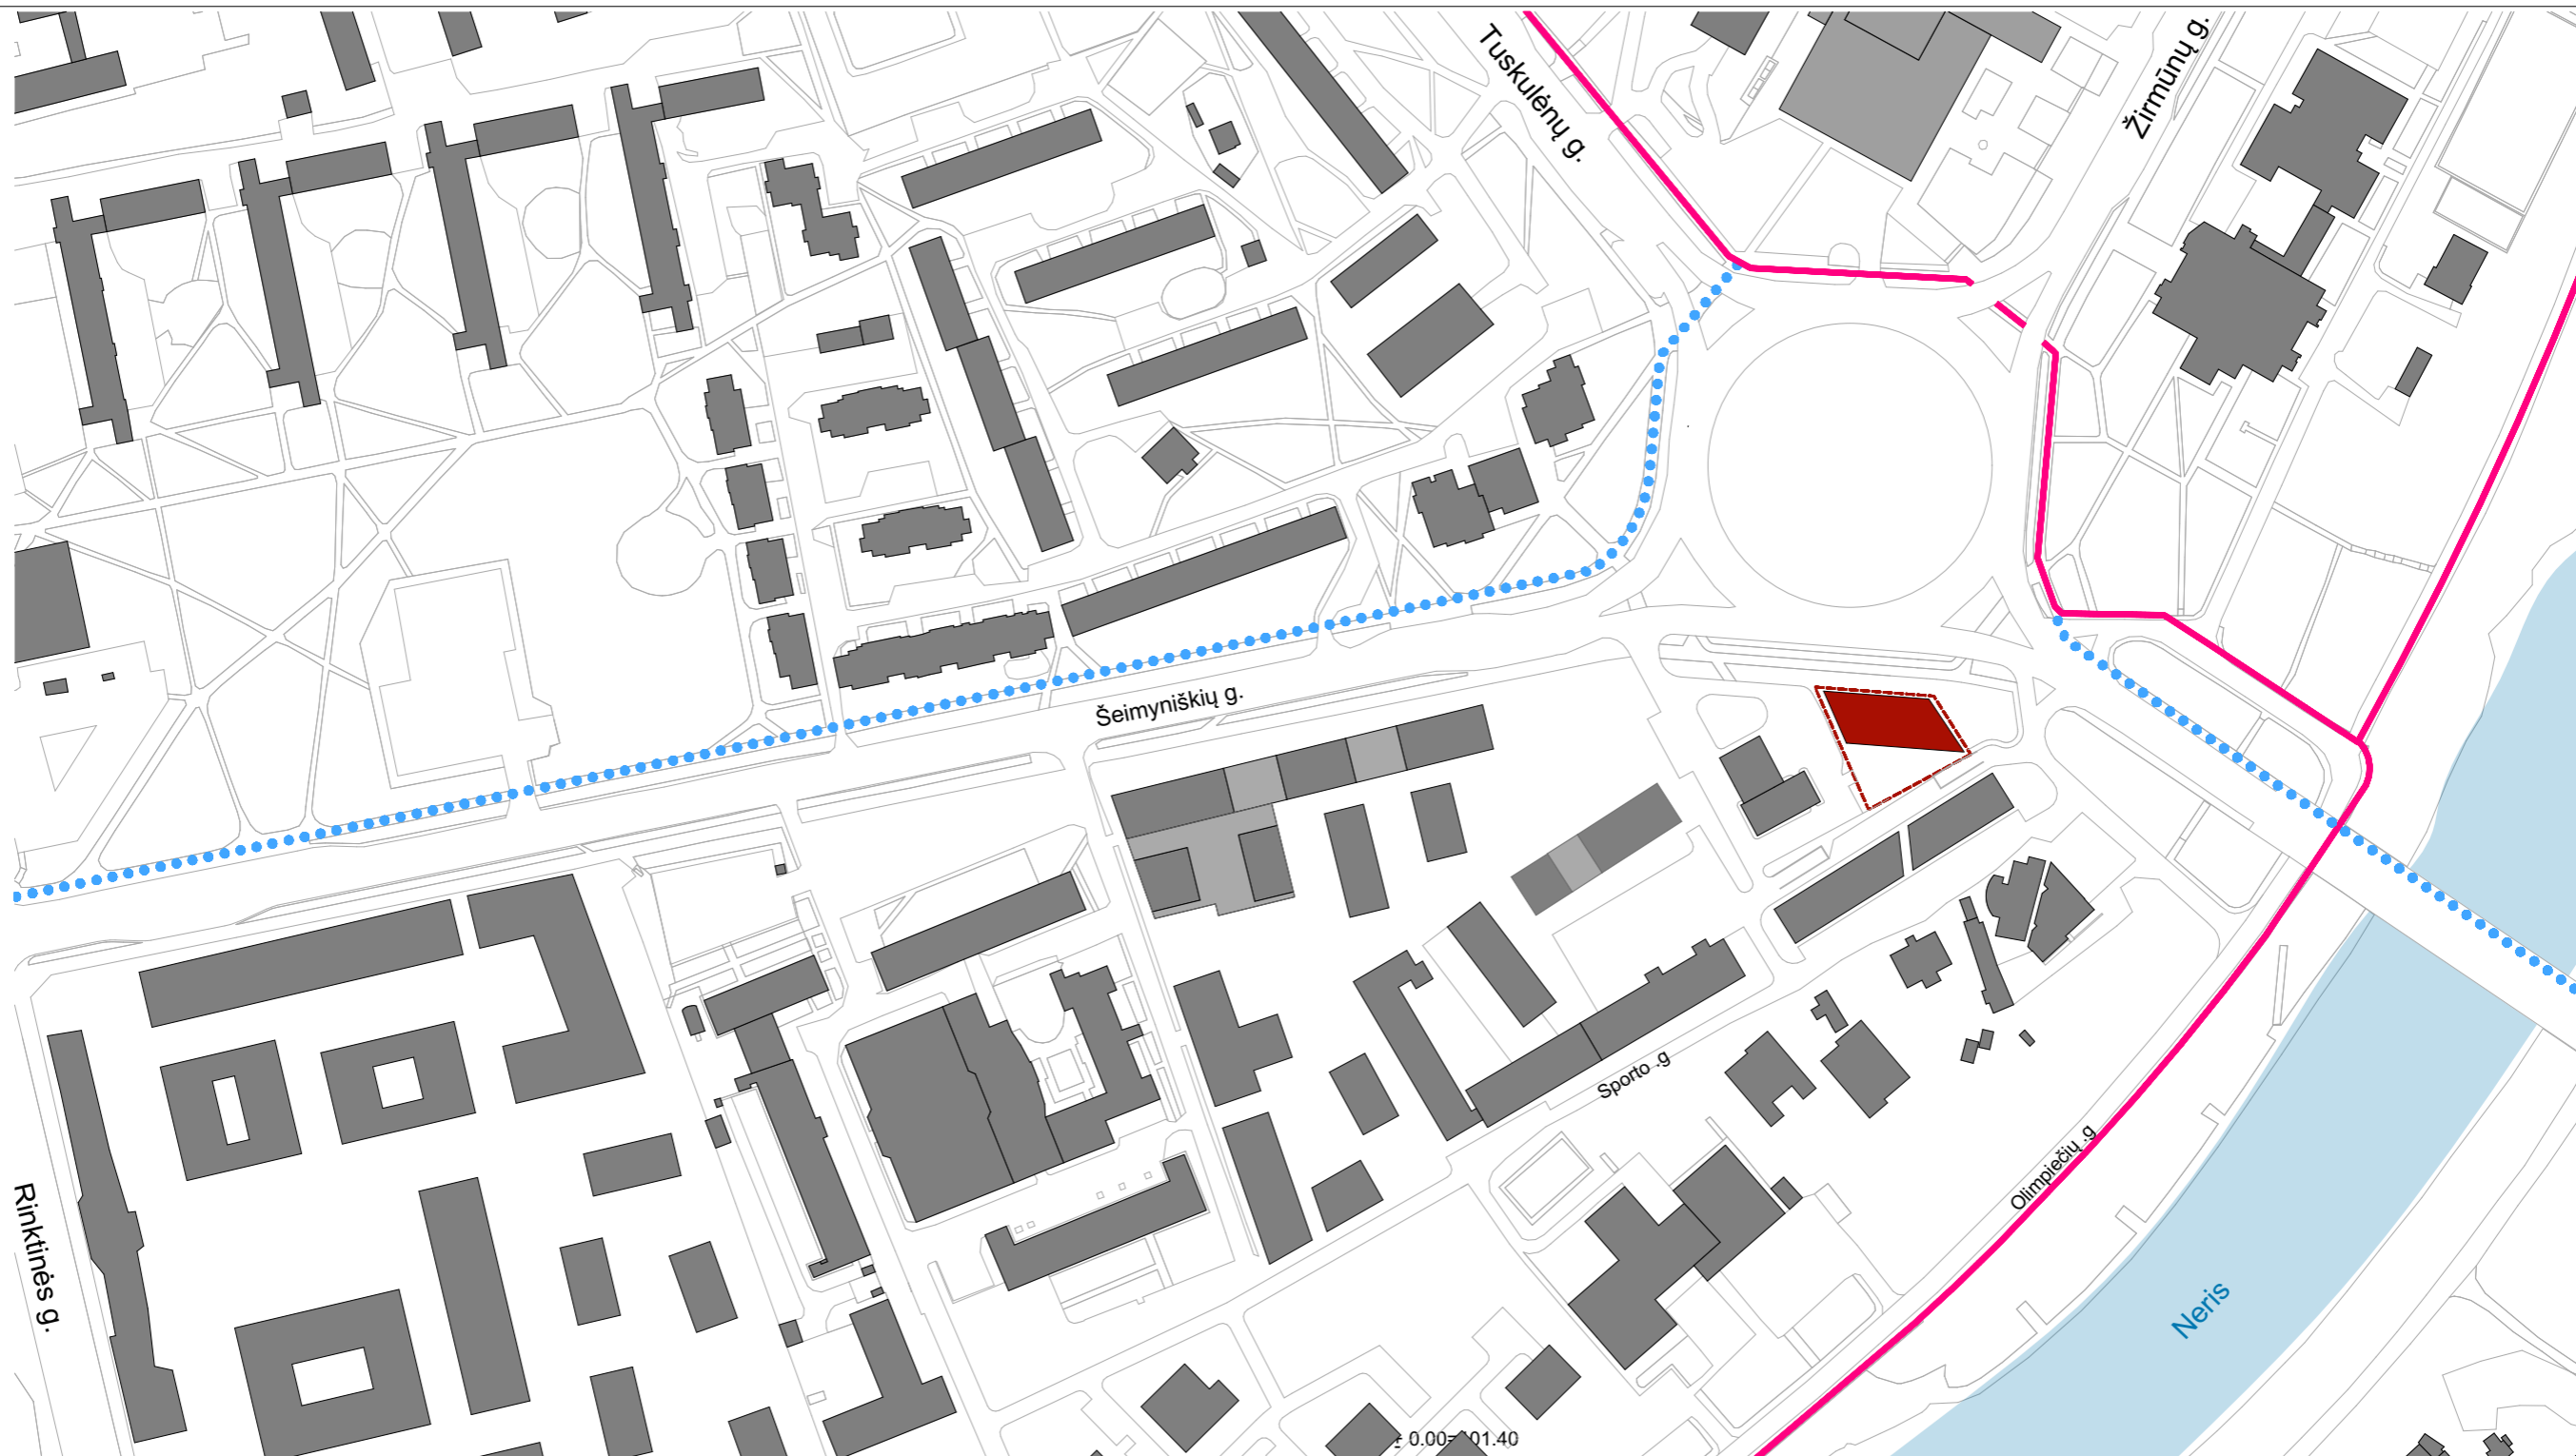 Tuskulėnų g.
Žirmūnų g.
Šeimyniškių g.
Sporto .g
Olimpiečių .g
Rinktinės g.
Neris